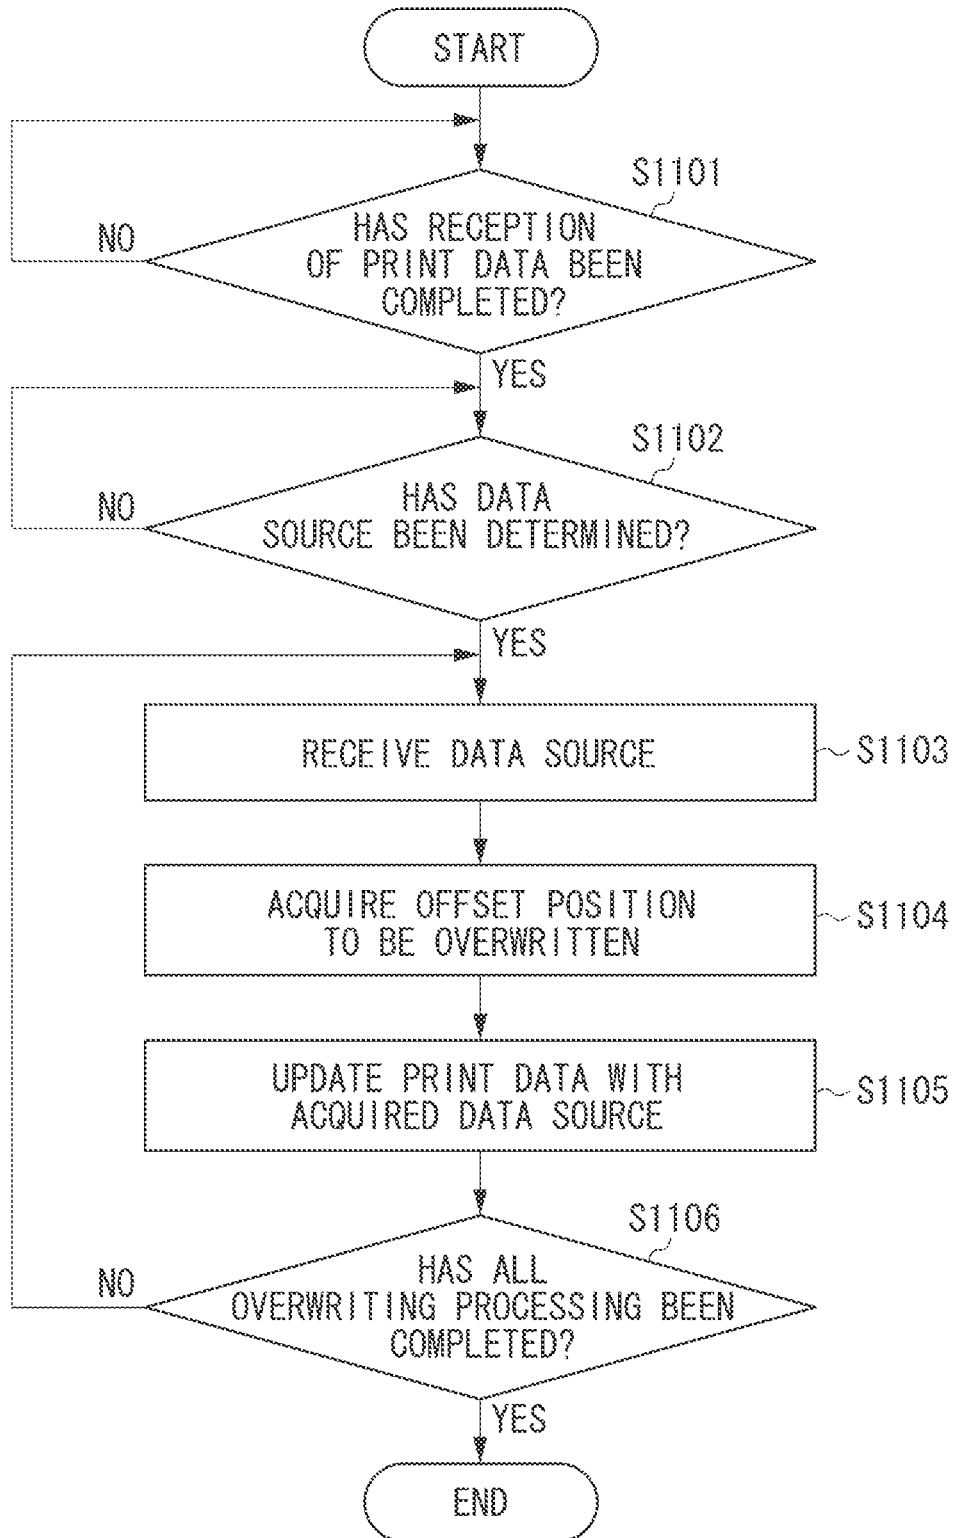 START
S1101
HAS RECEPTION
OF PRINT DATA BEEN
COMPLETED?
NO
YES
S1102
HAS DATA
SOURCE BEEN DETERMINED?
NO
YES
RECEIVE DATA SOURCE
S1103
ACQUIRE OFFSET POSITION
TO BE OVERWRITTEN
S1104
UPDATE PRINT DATA WITH
ACQUIRED DATA SOURCE
S1105
S1106
HAS ALL
OVERWRITING PROCESSING BEEN
COMPLETED?
NO
YES
END